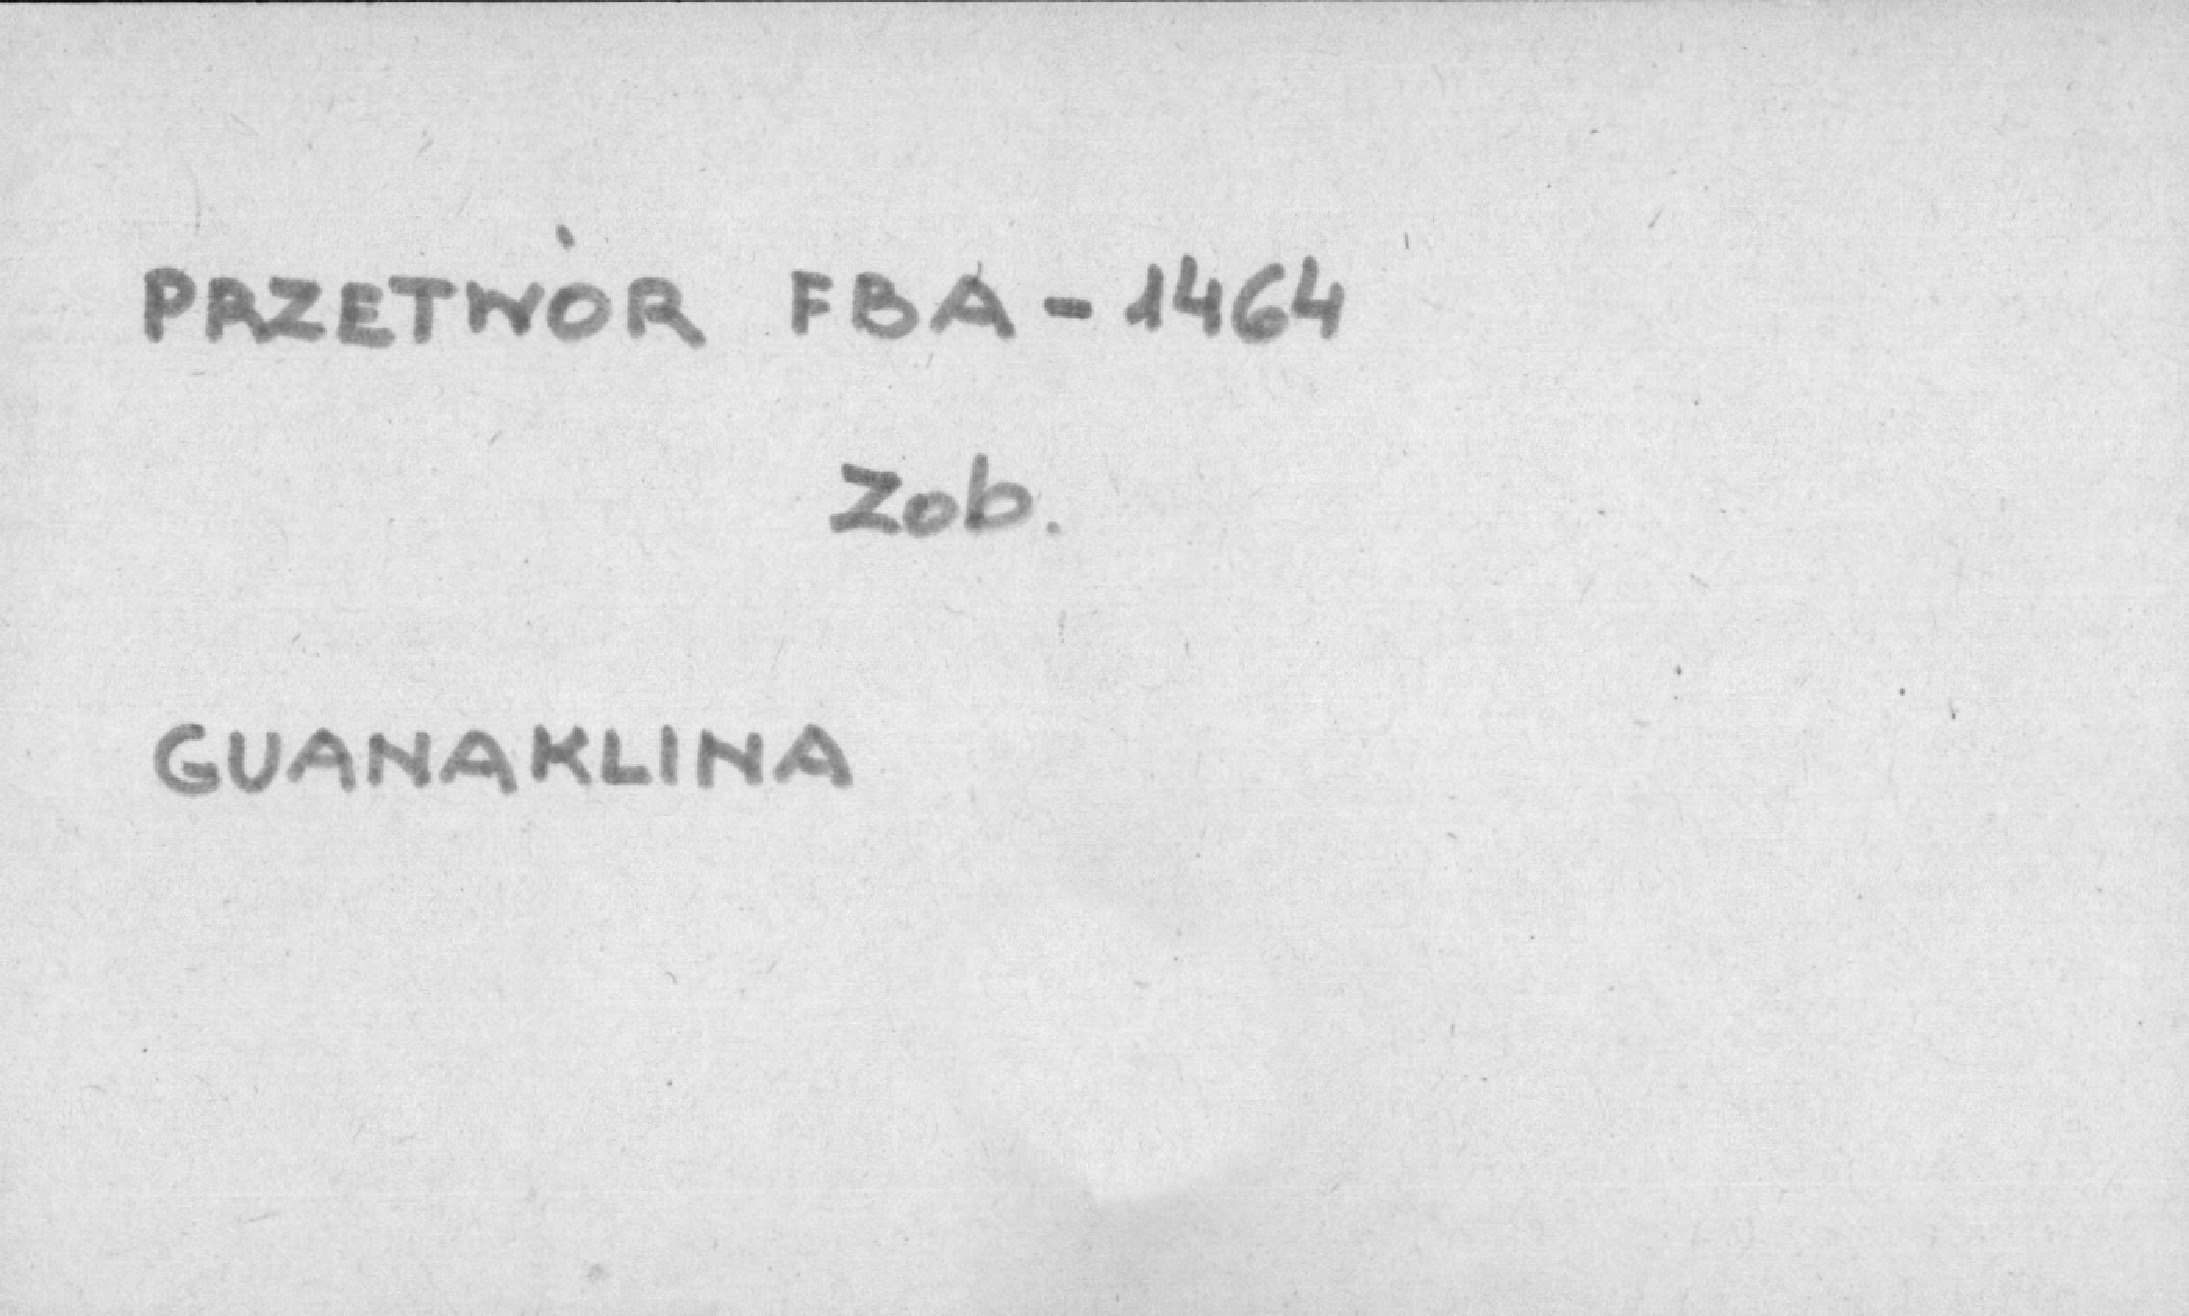 PRZETWÓR FBA-1464
Zob.
GUANAKLINA